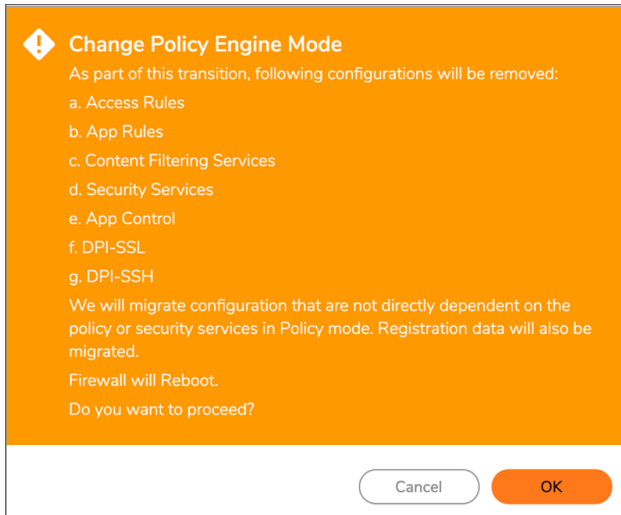 Change Policy Engine Mode
As part of this transition, following configurations will be removed:
a. Access Rules
b. App Rules
c. Content Filtering Services
d. Security Services
e. App Control
f. DPI-SSL
g. DPI-SSH
We will migrate configuration that are not directly dependent on the
policy or security services in Policy mode. Registration data will also be
migrated.
Firewall will Reboot.
Do you want to proceed?
Cancel
OK